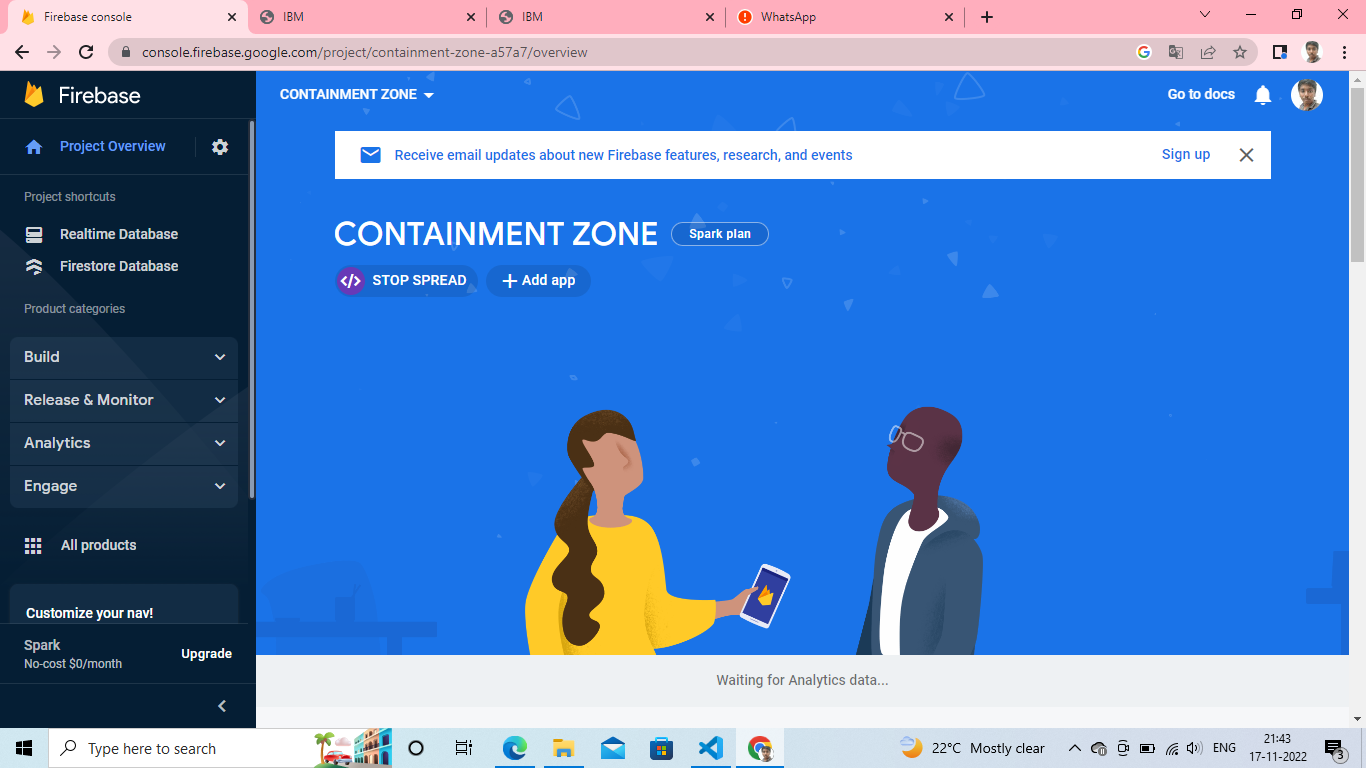 Firebase console
IBM
IBM
WhatsApp
console.firebase.google.com/project/containment-zone-a57a7/overview
Firebase
CONTAINMENT ZONE
Go to docs
Project Overview
Receive email updates about new Firebase features, research, and events
Sign up
Project shortcuts
Realtime Database
Firestore Database
Product categories
Build
Release & Monitor
Analytics
Engage
All products
Customize your nav!
Spark
No-cost $0/month
Upgrade
CONTAINMENT ZONE
Spark plan
</> STOP SPREAD
+ Add app
Waiting for Analytics data...
Type here to search
22°C Mostly clear
ENG
21:43
17-11-2022
3